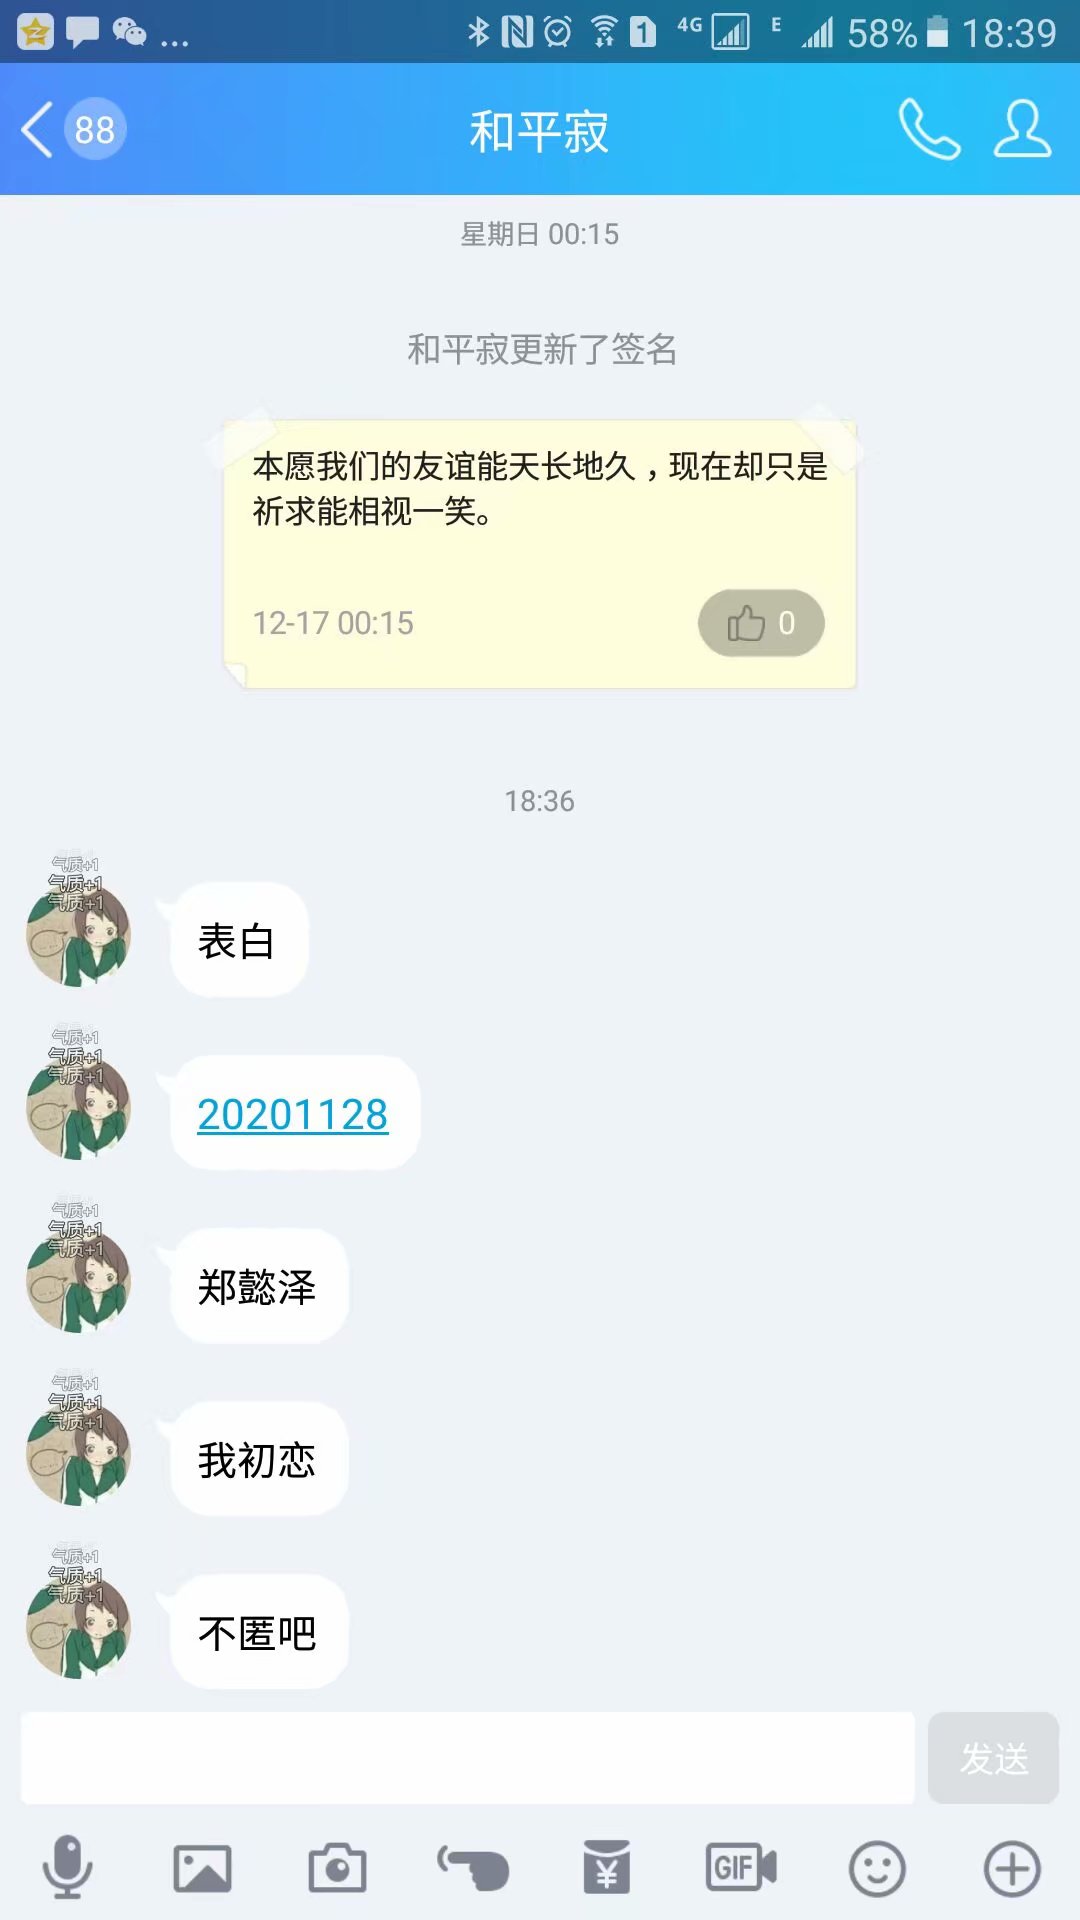 ... 1 4G E 58% 18:39
88 和平寂
星期日 00:15
和平寂更新了签名
本愿我们的友谊能天长地久，现在却只是
祈求能相视一笑。
12-17 00:15 0
18:36
气质+1
气质+1
气质+1
表白
气质+1
气质+1
气质+1
20201128
气质+1
气质+1
气质+1
郑懿泽
气质+1
气质+1
气质+1
我初恋
气质+1
气质+1
气质+1
不匿吧
发送
¥ GIF